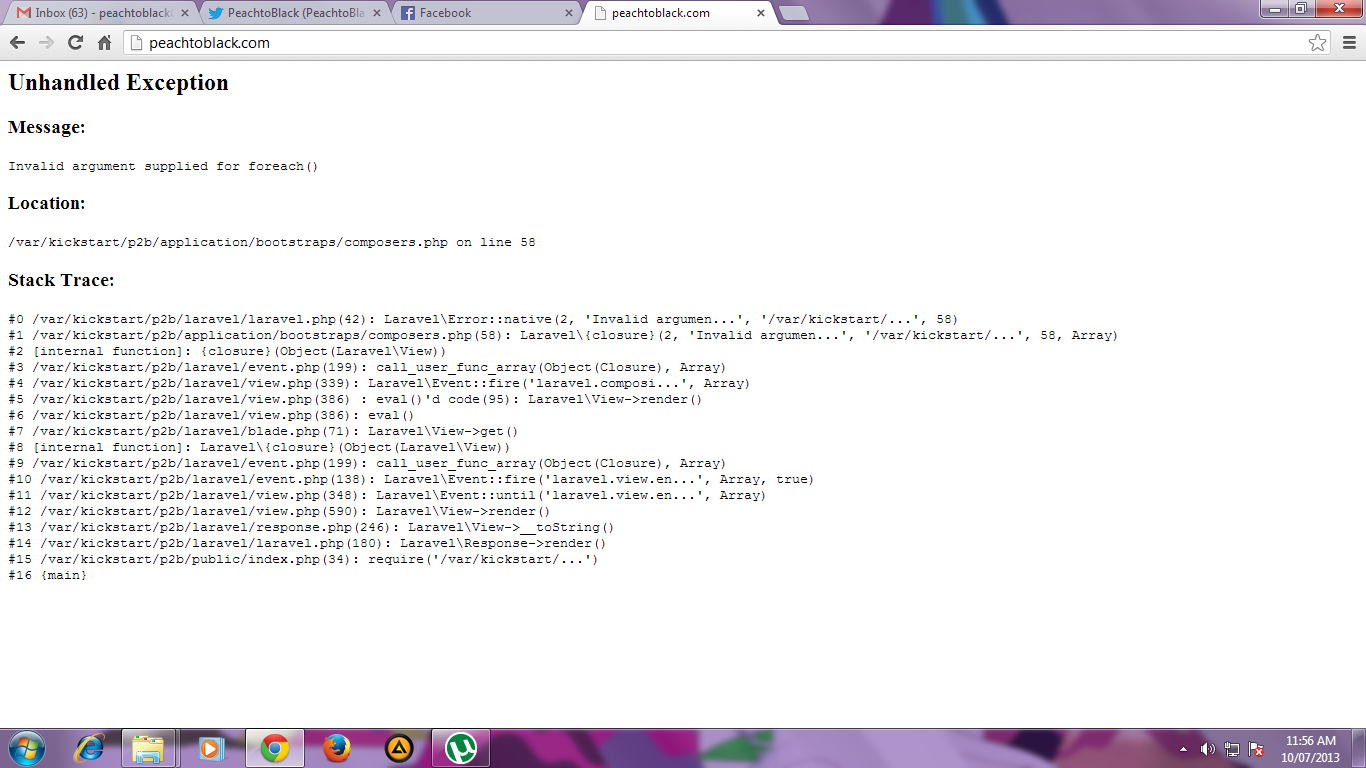 Inbox (63) - peachtoblack
PeachtoBlack (PeachtoBla
Facebook
peachtoblack.com
peachtoblack.com
Unhandled Exception
Message:
Invalid argument supplied for foreach()
Location:
/var/kickstart/p2b/application/bootstraps/composers.php on line 58
Stack Trace:
#0 /var/kickstart/p2b/laravel/laravel.php(42): Laravel\Error::native(2, 'Invalid argumen...', '/var/kickstart/...', 58)
#1 /var/kickstart/p2b/application/bootstraps/composers.php(58): Laravel\{closure}(2, 'Invalid argumen...', '/var/kickstart/...', 58, Array)
#2 [internal function]: {closure}(Object(Laravel\View))
#3 /var/kickstart/p2b/laravel/event.php(199): call_user_func_array(Object(Closure), Array)
#4 /var/kickstart/p2b/laravel/view.php(339): Laravel\Event::fire('laravel.composi...', Array)
#5 /var/kickstart/p2b/laravel/view.php(386) : eval()'d code(95): Laravel\View->render()
#6 /var/kickstart/p2b/laravel/view.php(386): eval()
#7 /var/kickstart/p2b/laravel/blade.php(71): Laravel\View->get()
#8 [internal function]: Laravel\{closure}(Object(Laravel\View))
#9 /var/kickstart/p2b/laravel/event.php(199): call_user_func_array(Object(Closure), Array)
#10 /var/kickstart/p2b/laravel/event.php(138): Laravel\Event::fire('laravel.view.en...', Array, true)
#11 /var/kickstart/p2b/laravel/view.php(348): Laravel\Event::until('laravel.view.en...', Array)
#12 /var/kickstart/p2b/laravel/view.php(590): Laravel\View->render()
#13 /var/kickstart/p2b/laravel/response.php(246): Laravel\View->__toString()
#14 /var/kickstart/p2b/laravel/laravel.php(180): Laravel\Response->render()
#15 /var/kickstart/p2b/public/index.php(34): require('/var/kickstart/...')
#16 {main}
11:56 AM
10/07/2013